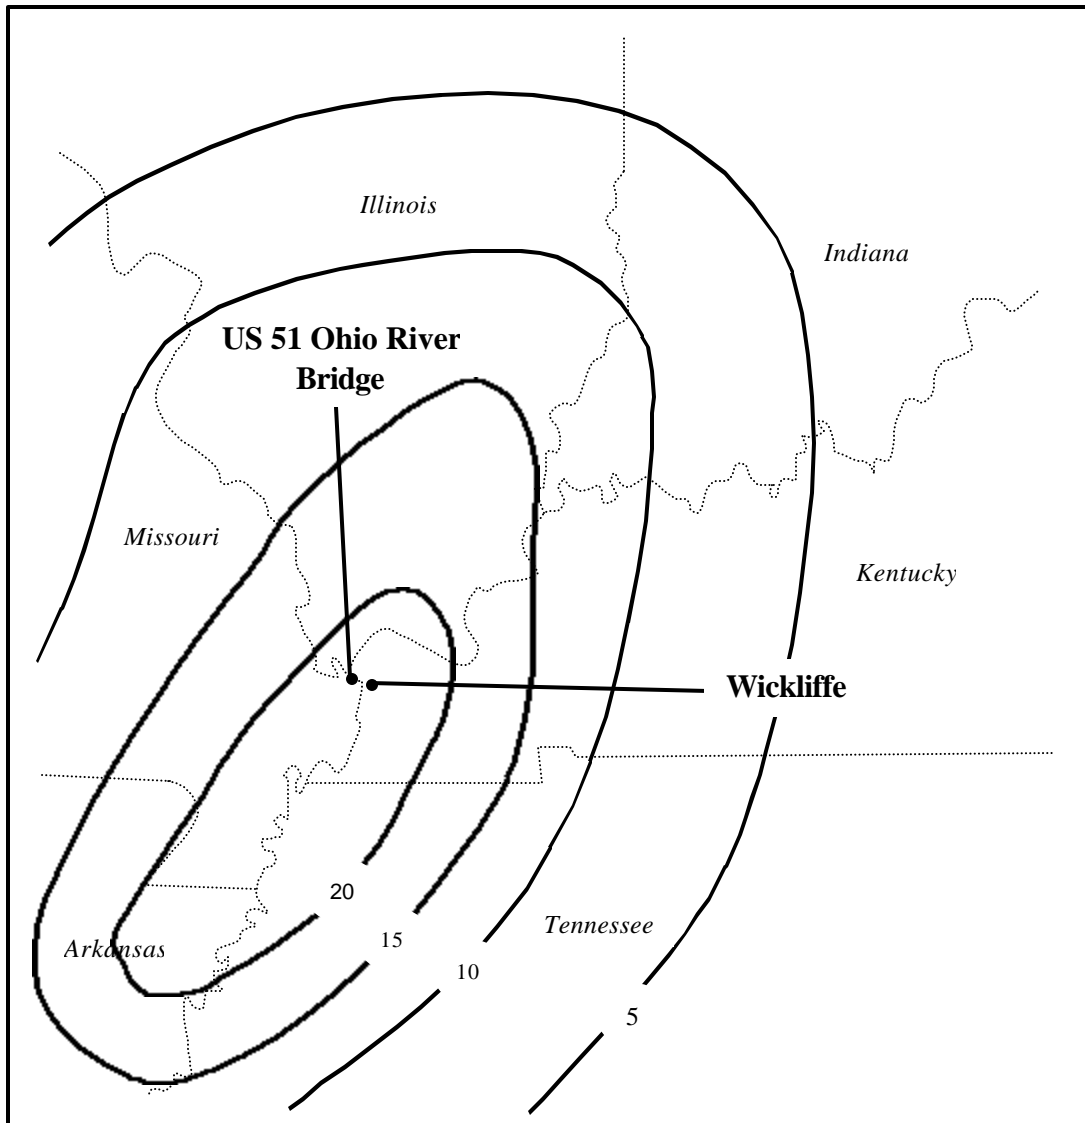 Illinois
Indiana
US 51 Ohio River
Bridge
Missouri
Kentucky
Wickliffe
20
Tennessee
15
Arkansas
10
5